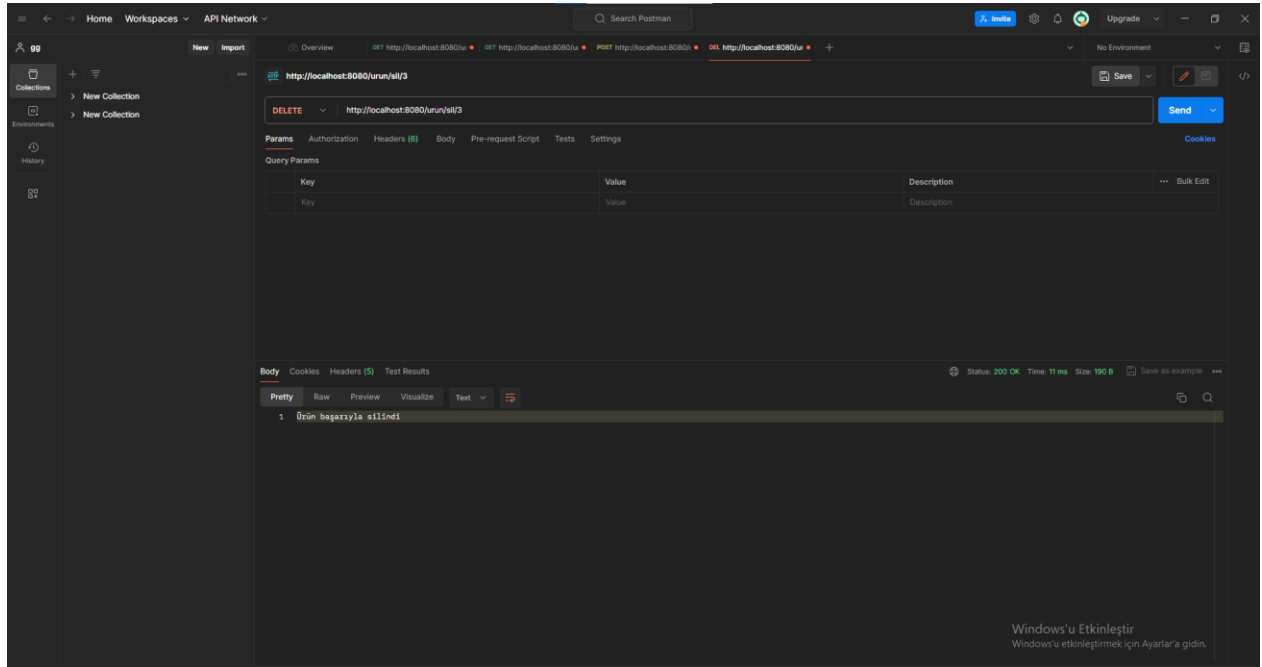 Home Workspaces API Network Search Postman Invite Upgrade
gg New Import Overview GET http://localhost:8080/ur GET http://localhost:8080/ur POST http://localhost:8080/ DEL http://localhost:8080/ur No Environment
Collections
New Collection
New Collection
Environments
History
http://localhost:8080/urun/sil/3 Save
DELETE http://localhost:8080/urun/sil/3 Send
Params Authorization Headers (6) Body Pre-request Script Tests Settings Cookies
Query Params
Key Value Description Bulk Edit
Key Value Description
Body Cookies Headers (5) Test Results Status: 200 OK Time: 11 ms Size: 190 B Save as example
Pretty Raw Preview Visualize Text
1 Ürün başarıyla silindi
Windows'u Etkinleştir
Windows'u etkinleştirmek için Ayarlar'a gidin.